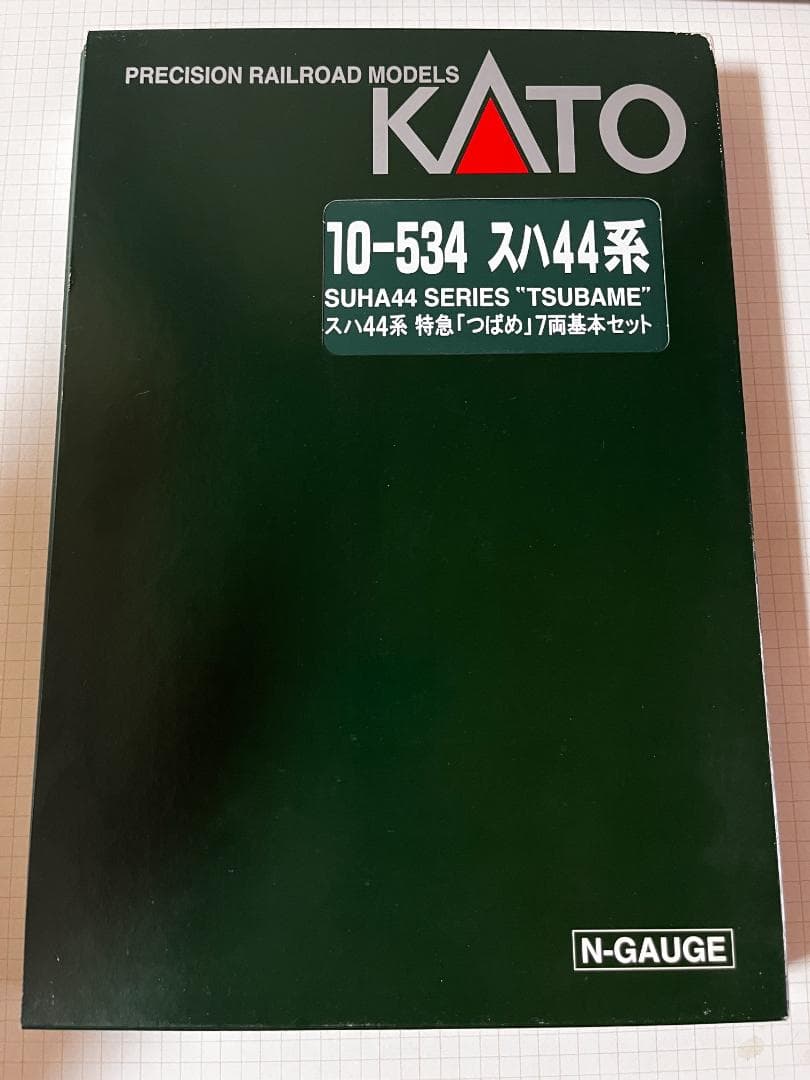 PRECISION RAILROAD MODELS
KATO
10-534 スハ44系
SUHA44 SERIES "TSUBAME"
スハ44系 特急「つばめ」7両基本セット
N-GAUGE